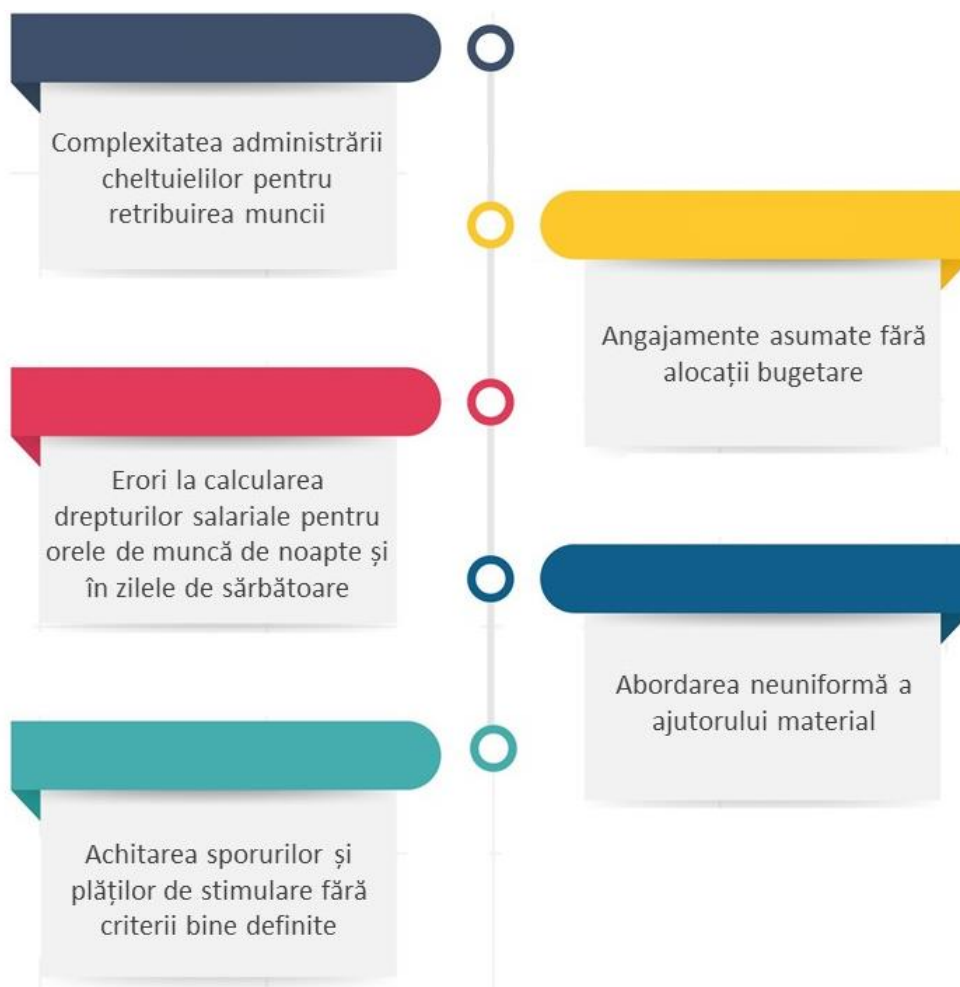 Complexitatea administrării
cheltuielilor pentru
retribuirea muncii
Angajamente asumate fără
alocații bugetare
Erori la calcularea
drepturilor salariale pentru
orele de muncă de noapte și
în zilele de sărbătoare
Abordarea neuniformă a
ajutorului material
Achitarea sporurilor și
plăților de stimulare fără
criterii bine definite